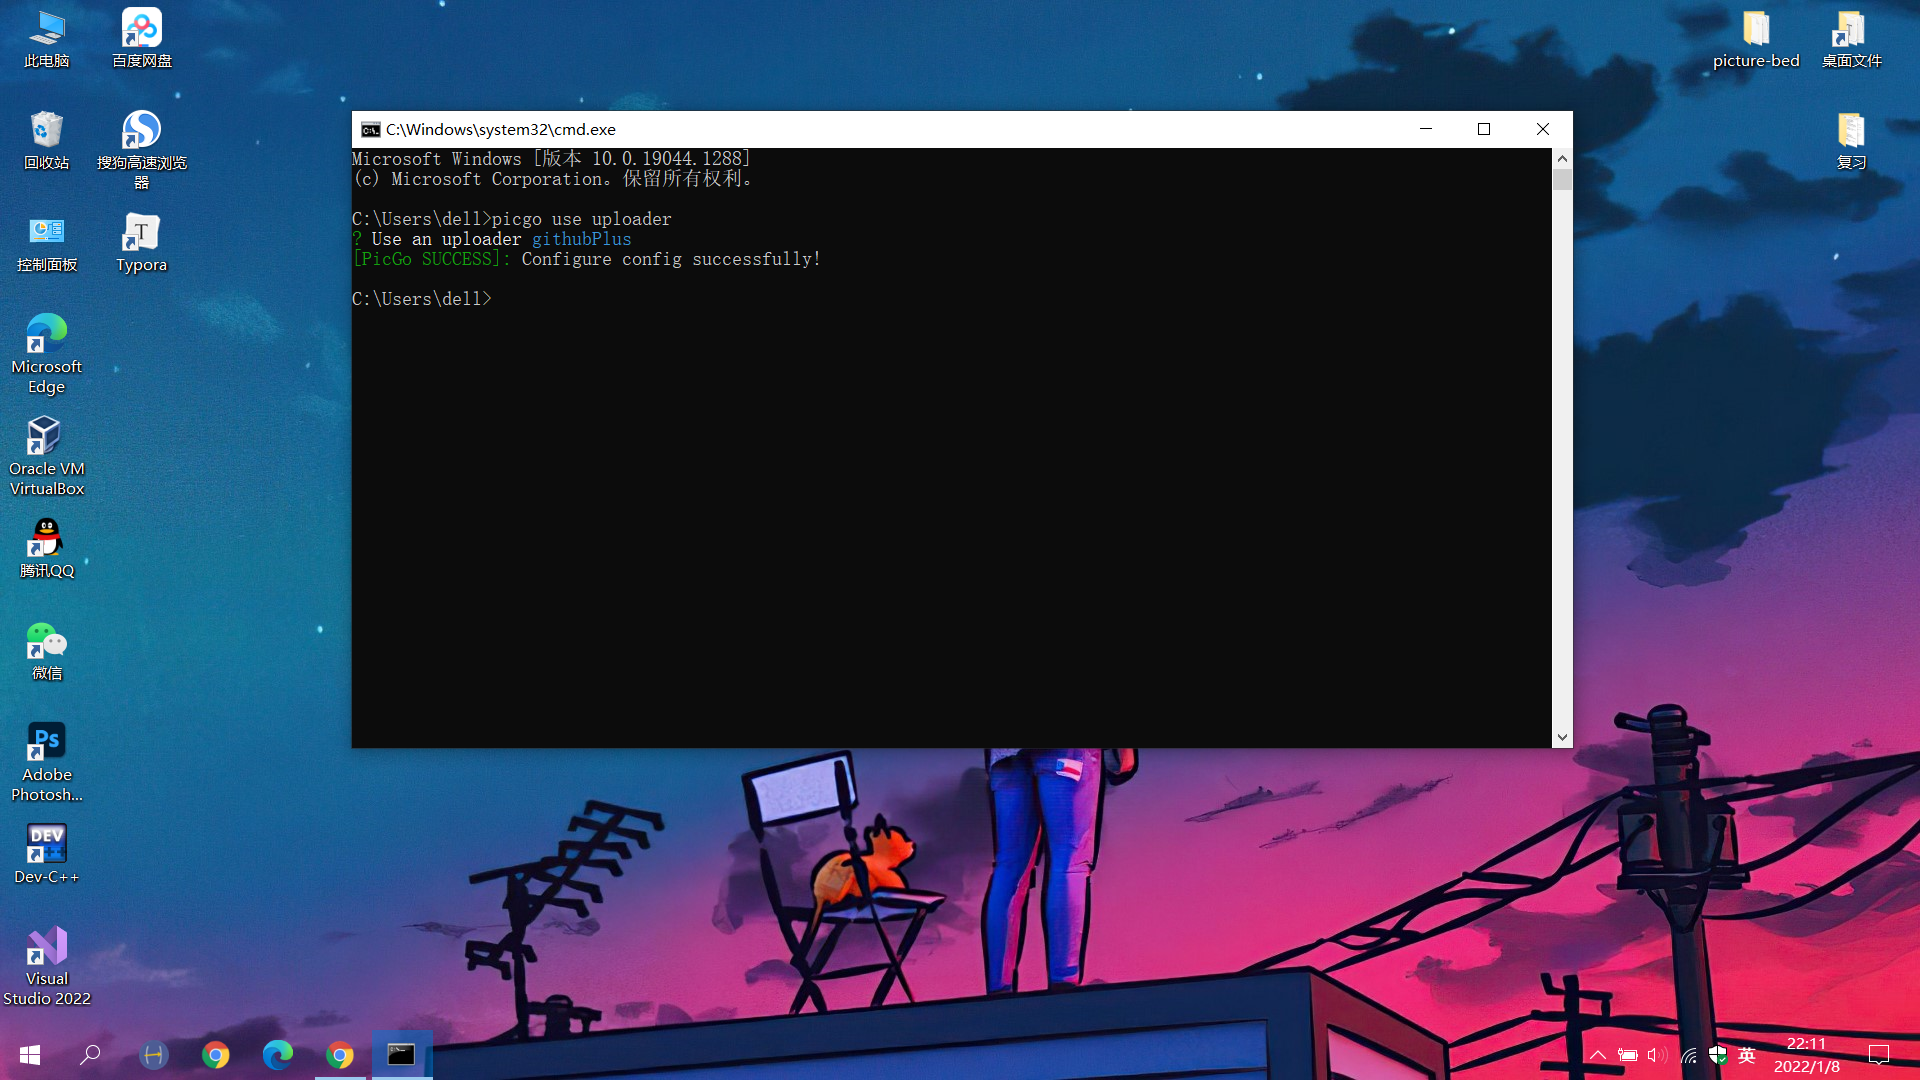 此电脑
百度网盘
回收站
搜狗高速浏览
器
控制面板
Typora
Microsoft
Edge
Oracle VM
VirtualBox
腾讯QQ
微信
Ps
Adobe
Photosh...
DEV
++
Dev-C++
Visual
Studio 2022
picture-bed
桌面文件
复习
C:\Windows\system32\cmd.exe
Microsoft Windows [版本 10.0.19044.1288]
(c) Microsoft Corporation。保留所有权利。
C:\Users\dell>picgo use uploader
? Use an uploader githubPlus
[PicGo SUCCESS]: Configure config successfully!
C:\Users\dell>
英
22:11
2022/1/8